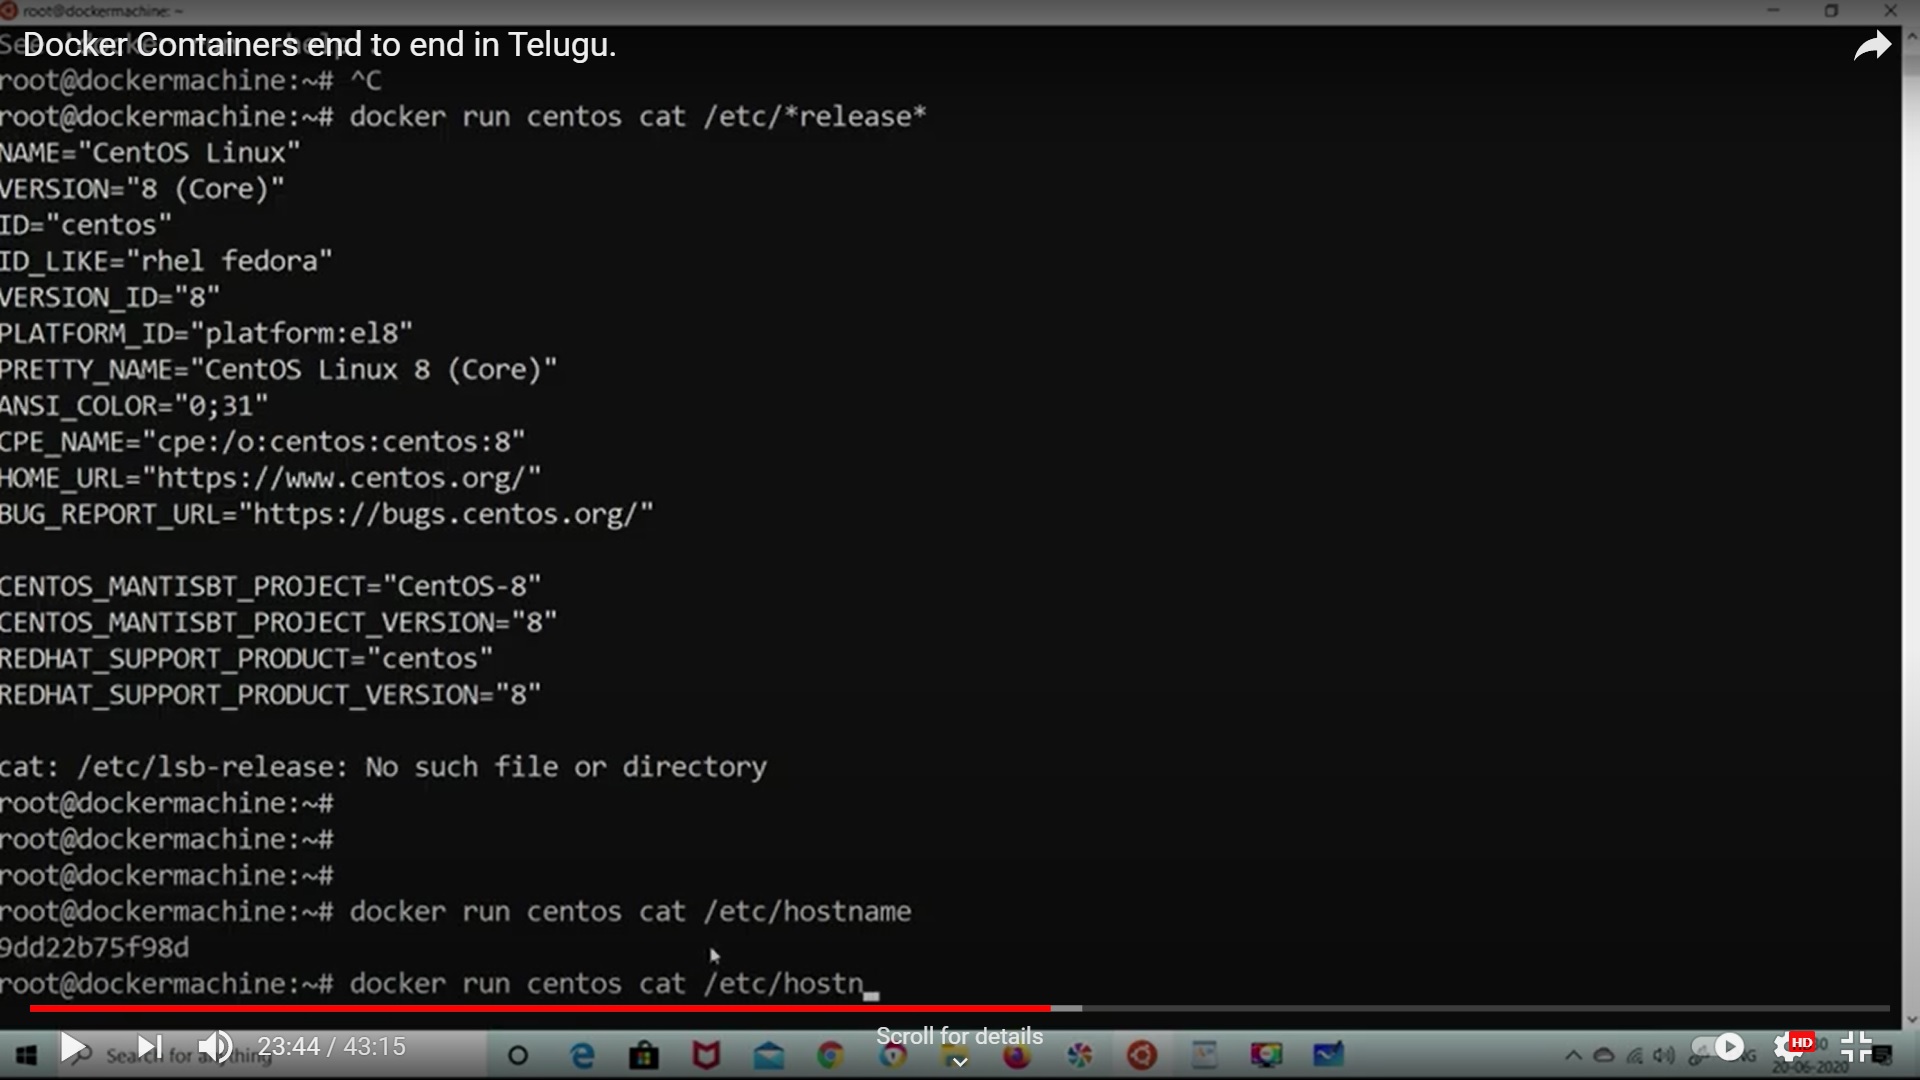 root@dockermachine: ~
Docker Containers end to end in Telugu.
root@dockermachine:~# ^C
root@dockermachine:~# docker run centos cat /etc/*release*
NAME="CentOS Linux"
VERSION="8 (Core)"
ID="centos"
ID_LIKE="rhel fedora"
VERSION_ID="8"
PLATFORM_ID="platform:el8"
PRETTY_NAME="CentOS Linux 8 (Core)"
ANSI_COLOR="0;31"
CPE_NAME="cpe:/o:centos:centos:8"
HOME_URL="https://www.centos.org/"
BUG_REPORT_URL="https://bugs.centos.org/"
CENTOS_MANTISBT_PROJECT="CentOS-8"
CENTOS_MANTISBT_PROJECT_VERSION="8"
REDHAT_SUPPORT_PRODUCT="centos"
REDHAT_SUPPORT_PRODUCT_VERSION="8"
cat: /etc/lsb-release: No such file or directory
root@dockermachine:~#
root@dockermachine:~#
root@dockermachine:~#
root@dockermachine:~# docker run centos cat /etc/hostname
9dd22b75f98d
root@dockermachine:~# docker run centos cat /etc/hostn
Scroll for details
23:44 / 43:15
Search for anything
HD
20-06-2020